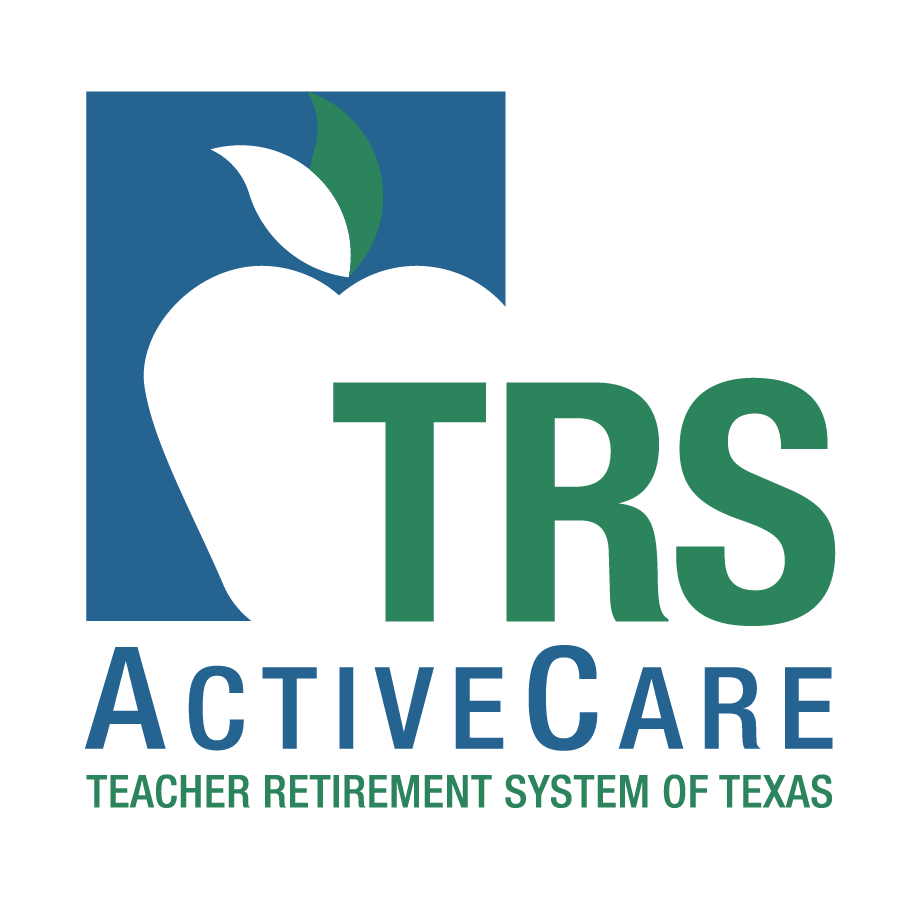 TRS
ACTIVECARE
TEACHER RETIREMENT SYSTEM OF TEXAS